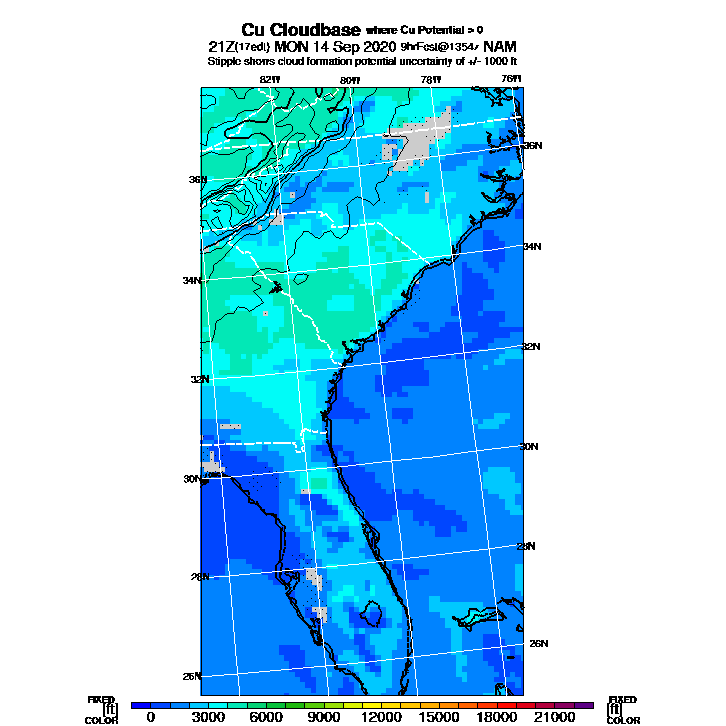 Cu Cloudbase where Cu Potential > 0
21Z(17edt) MON 14 Sep 2020 9hrFcst@1354z NAM
Stipple shows cloud formation potential uncertainty of +/- 1000 ft
82W 80W 78W 76W
36N 36N
34N 34N
32N 32N
30N 30N
28N 28N
26N 26N
FIXED FIXED
[ft] [ft]
COLOR COLOR
0 3000 6000 9000 12000 15000 18000 21000